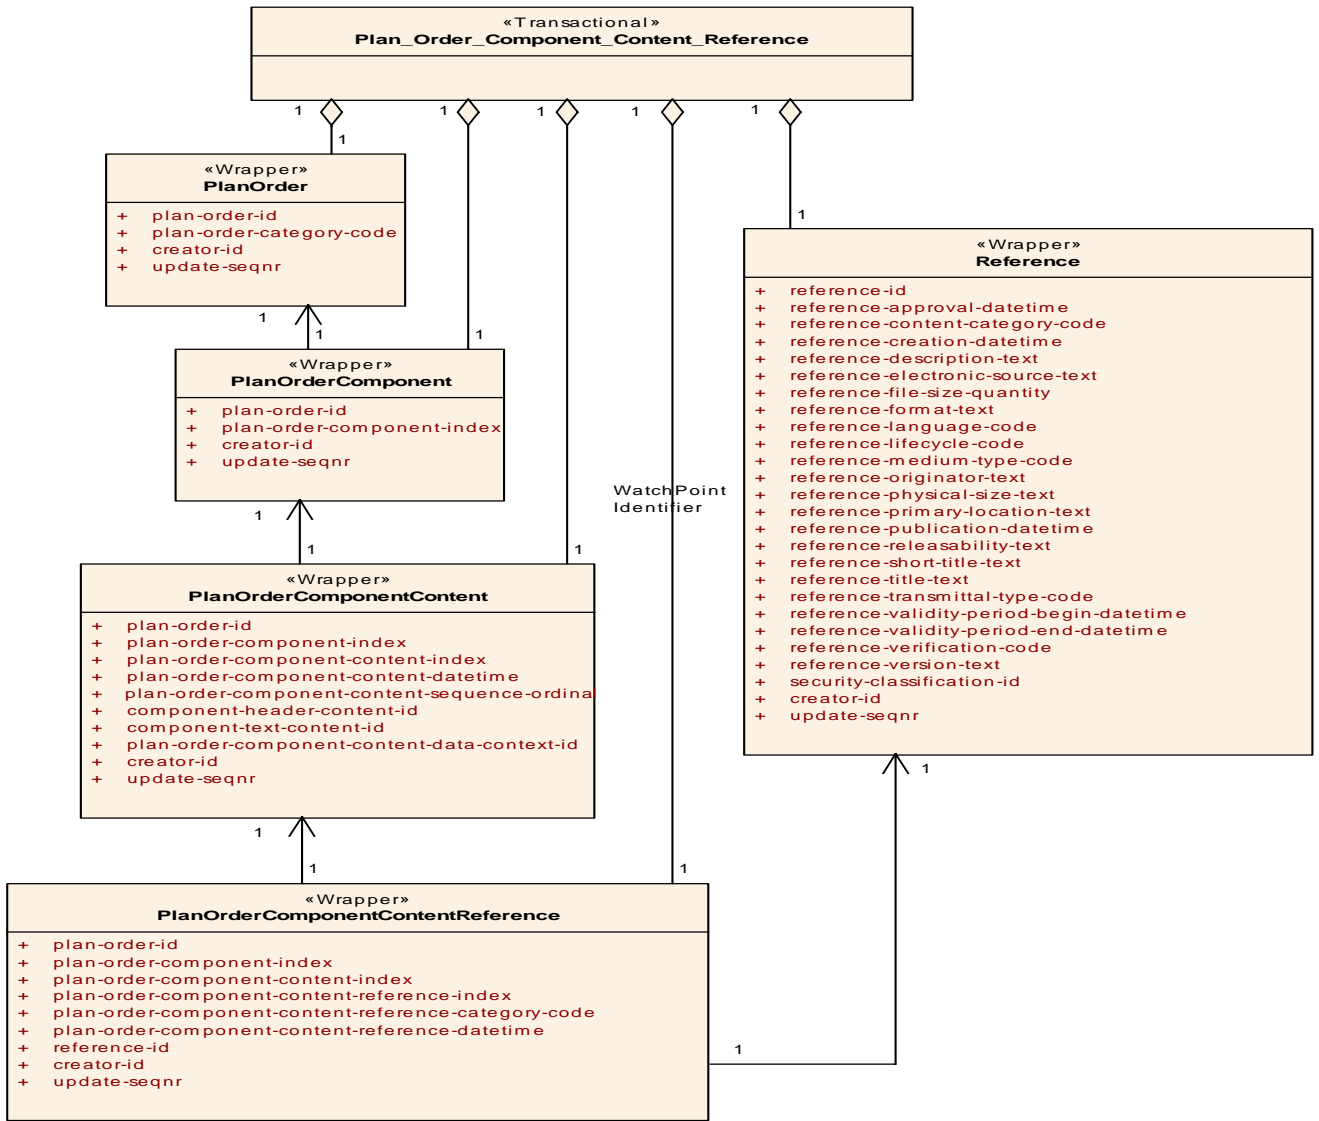 «Transactional»
Plan_Order_Component_Content_Reference
1
1
1
1
1
1
«Wrapper»
PlanOrder
+ plan-order-id
+ plan-order-category-code
+ creator-id
+ update-seqnr
1
1
1
«Wrapper»
PlanOrderComponent
+ plan-order-id
+ plan-order-component-index
+ creator-id
+ update-seqnr
1
1
1
«Wrapper»
PlanOrderComponentContent
+ plan-order-id
+ plan-order-component-index
+ plan-order-component-content-index
+ plan-order-component-content-datetime
+ plan-order-component-content-sequence-ordinal
+ component-header-content-id
+ component-text-content-id
+ plan-order-component-content-data-context-id
+ creator-id
+ update-seqnr
WatchPoint
Identifier
1
«Wrapper»
Reference
+ reference-id
+ reference-approval-datetime
+ reference-content-category-code
+ reference-creation-datetime
+ reference-description-text
+ reference-electronic-source-text
+ reference-file-size-quantity
+ reference-format-text
+ reference-language-code
+ reference-lifecycle-code
+ reference-medium-type-code
+ reference-originator-text
+ reference-physical-size-text
+ reference-primary-location-text
+ reference-publication-datetime
+ reference-releasability-text
+ reference-short-title-text
+ reference-title-text
+ reference-transmittal-type-code
+ reference-validity-period-begin-datetime
+ reference-validity-period-end-datetime
+ reference-verification-code
+ reference-version-text
+ security-classification-id
+ creator-id
+ update-seqnr
1
1
1
1
«Wrapper»
PlanOrderComponentContentReference
+ plan-order-id
+ plan-order-component-index
+ plan-order-component-content-index
+ plan-order-component-content-reference-index
+ plan-order-component-content-reference-category-code
+ plan-order-component-content-reference-datetime
+ reference-id
+ creator-id
+ update-seqnr
1